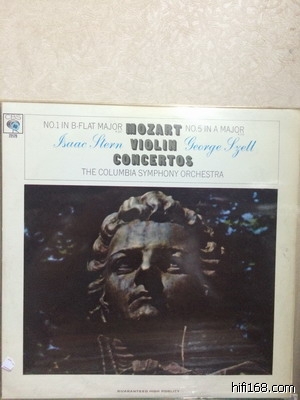 CBS
NO.1 IN B-FLAT MAJOR MOZART NO.5 IN A MAJOR
Isaac Stern VIOLIN George Szell
CONCERTOS
THE COLUMBIA SYMPHONY ORCHESTRA
GUARANTEED HIGH FIDELITY
hifi168.com